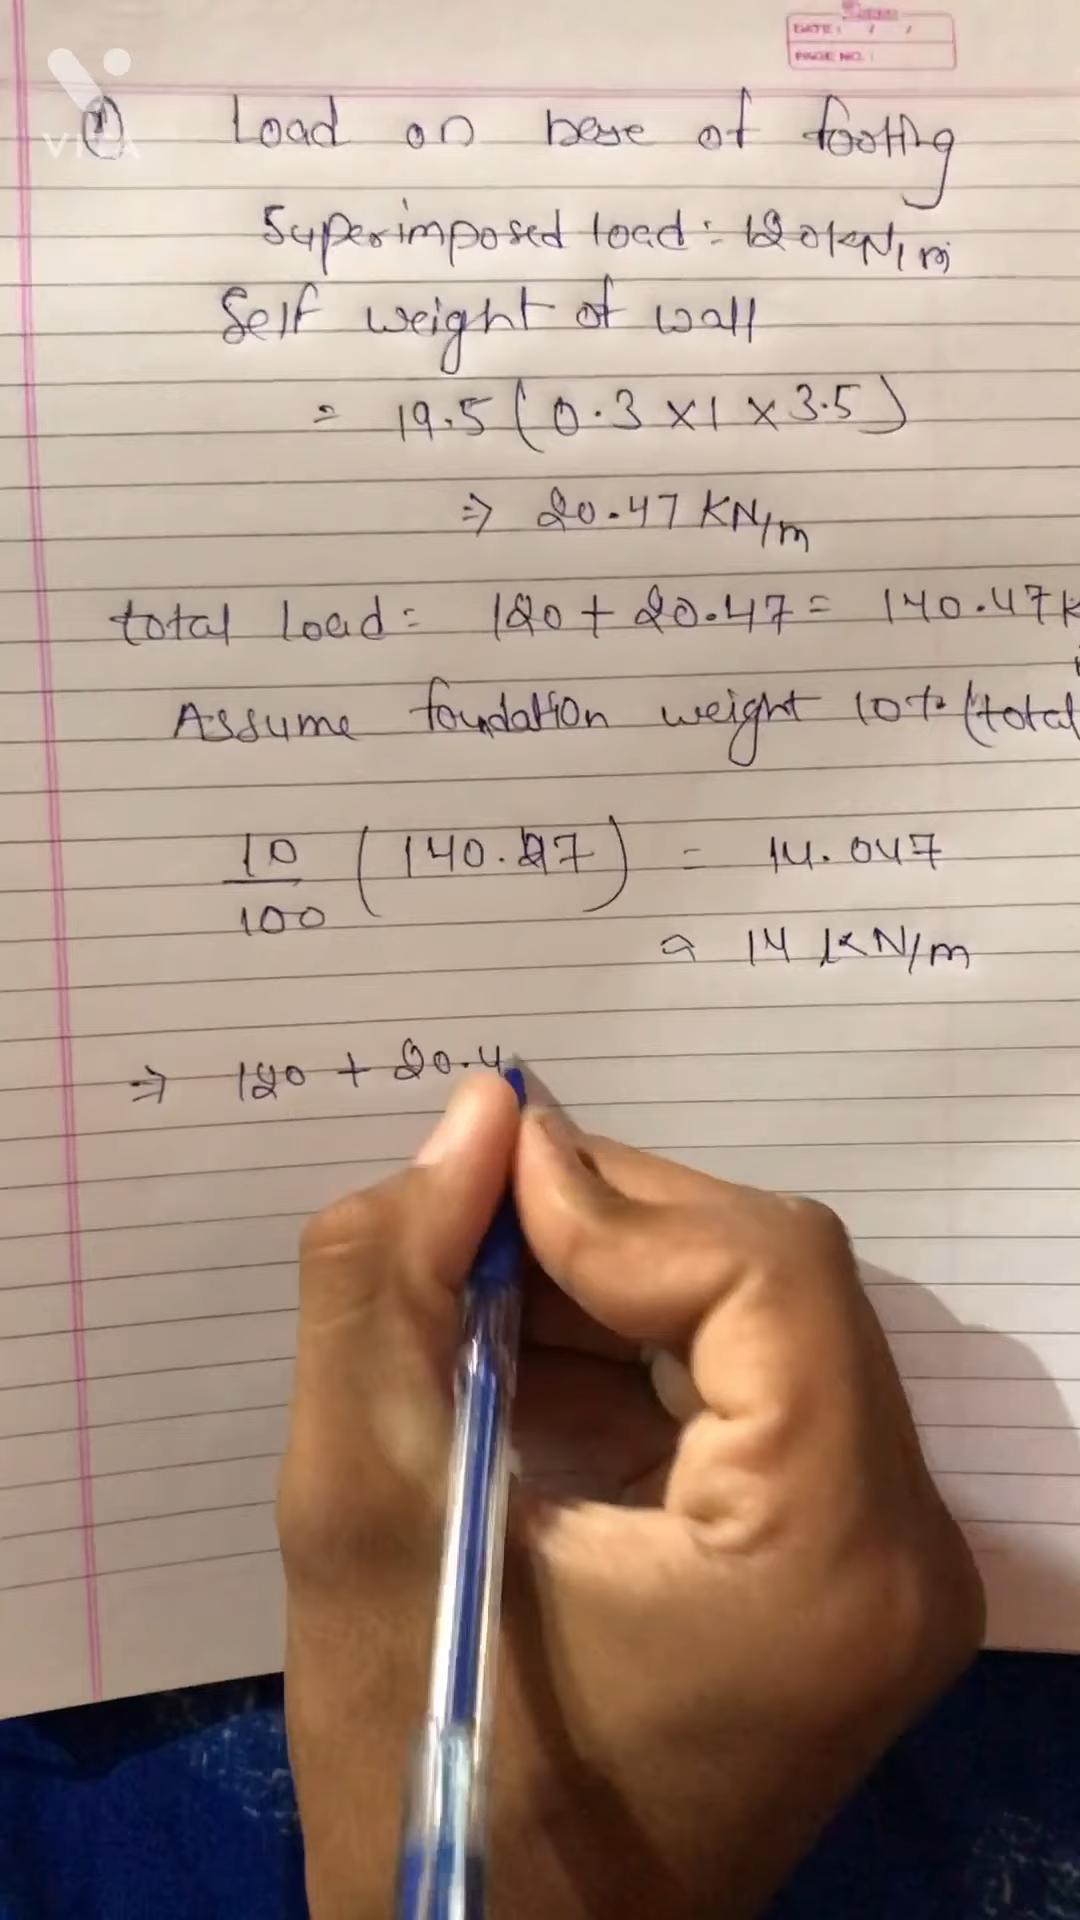 DATE: / /
PAGE NO.:
Load on base of footing
Superimposed load = 120 kN/m
Self weight of wall
= 19.5 (0.3 × 1 × 3.5)
⇒ 20.47 KN/m
total load = 120 + 20.47 = 140.47 k
Assume foundation weight 10% (total
10/100 (140.47) = 14.047
= 14 kN/m
⇒ 120 + 20.4